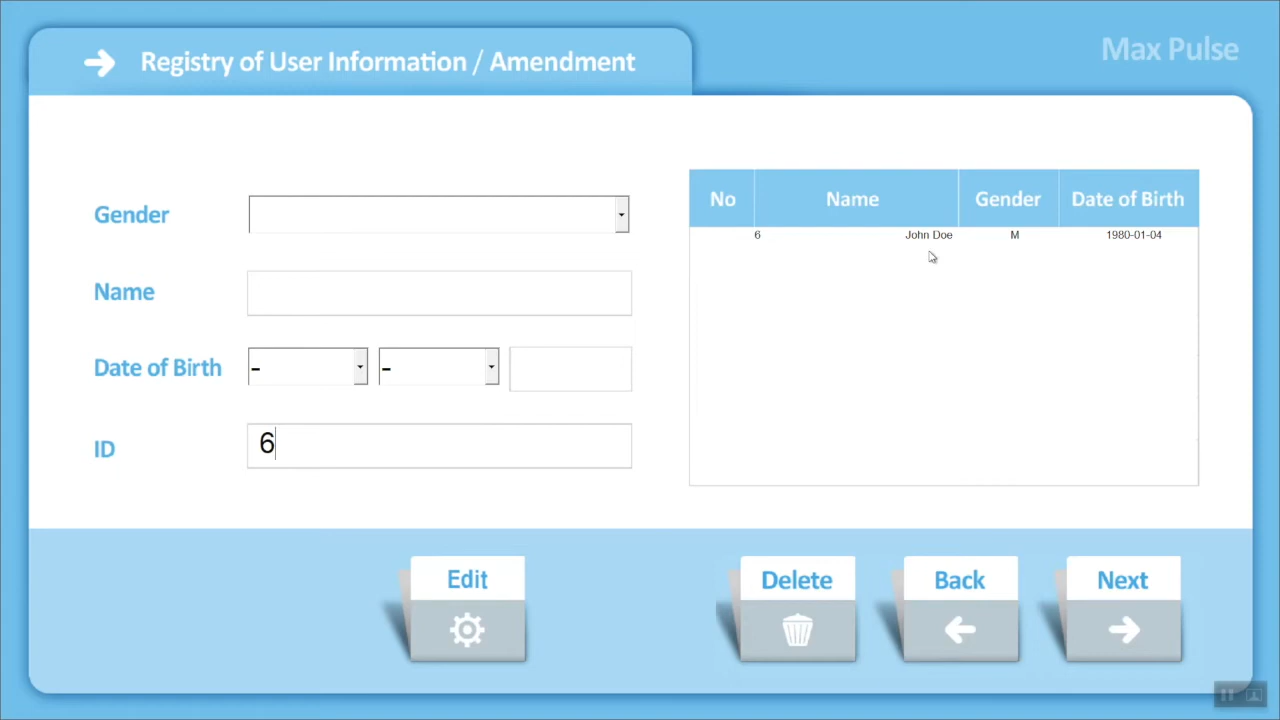 Registry of User Information / Amendment
Max Pulse
Gender
Name
Date of Birth
-
-
ID
6
No Name Gender Date of Birth
6 John Doe M 1980-01-04
Edit
Delete
Back
Next